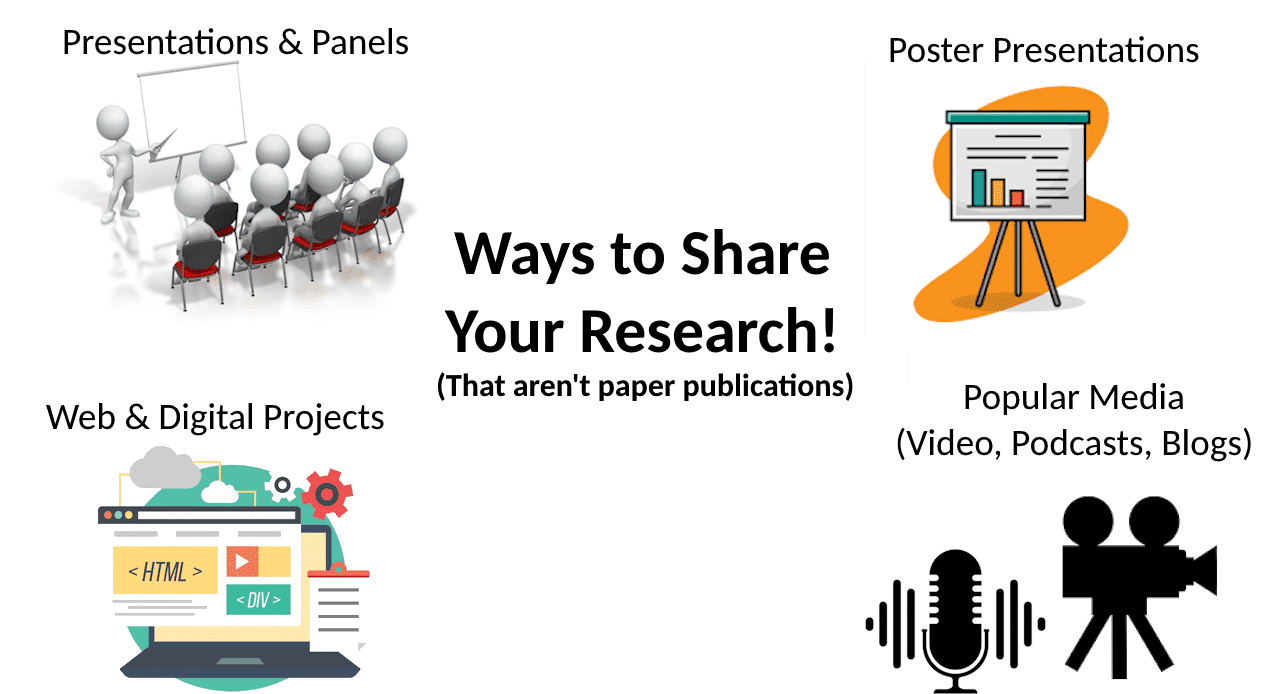 Presentations & Panels
Poster Presentations
Ways to Share
Your Research!
(That aren't paper publications)
Web & Digital Projects
< HTML >
< DIV >
Popular Media
(Video, Podcasts, Blogs)